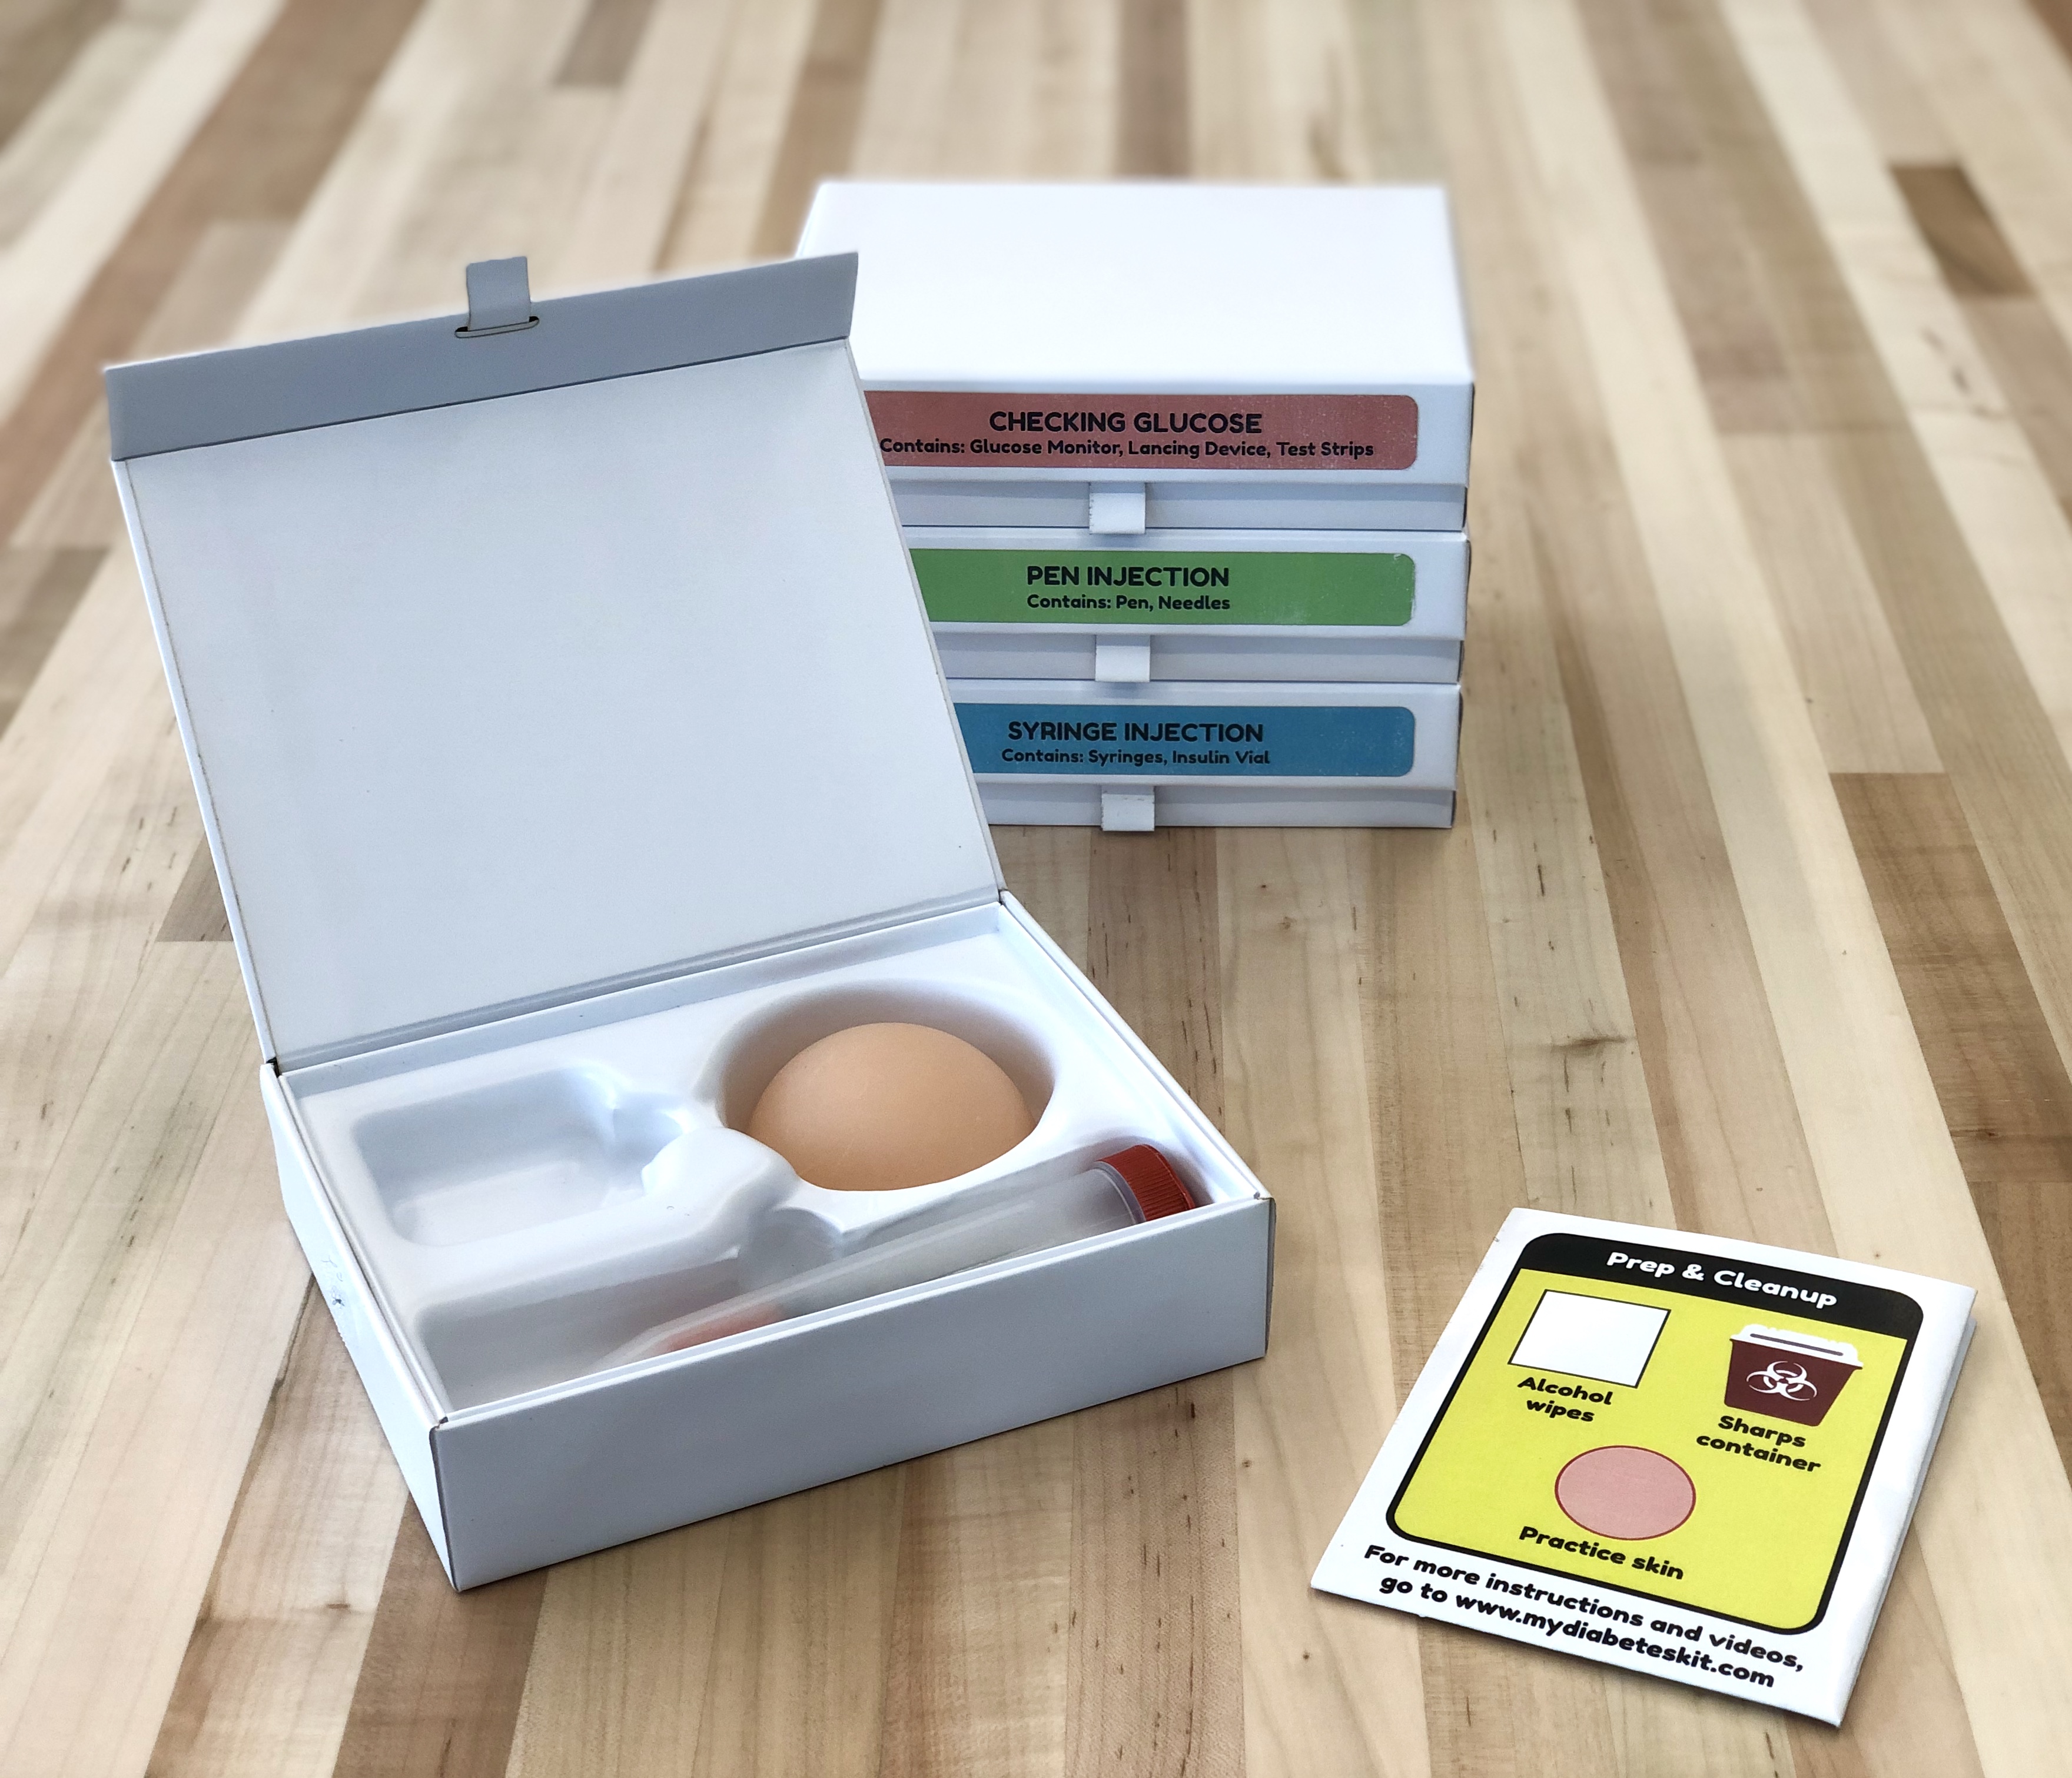 CHECKING GLUCOSE
Contains: Glucose Monitor, Lancing Device, Test Strips
PEN INJECTION
Contains: Pen, Needles
SYRINGE INJECTION
Contains: Syringes, Insulin Vial
Prep & Cleanup
Alcohol
wipes
Sharps
container
Practice skin
For more instructions and videos,
go to www.mydiabeteskit.com